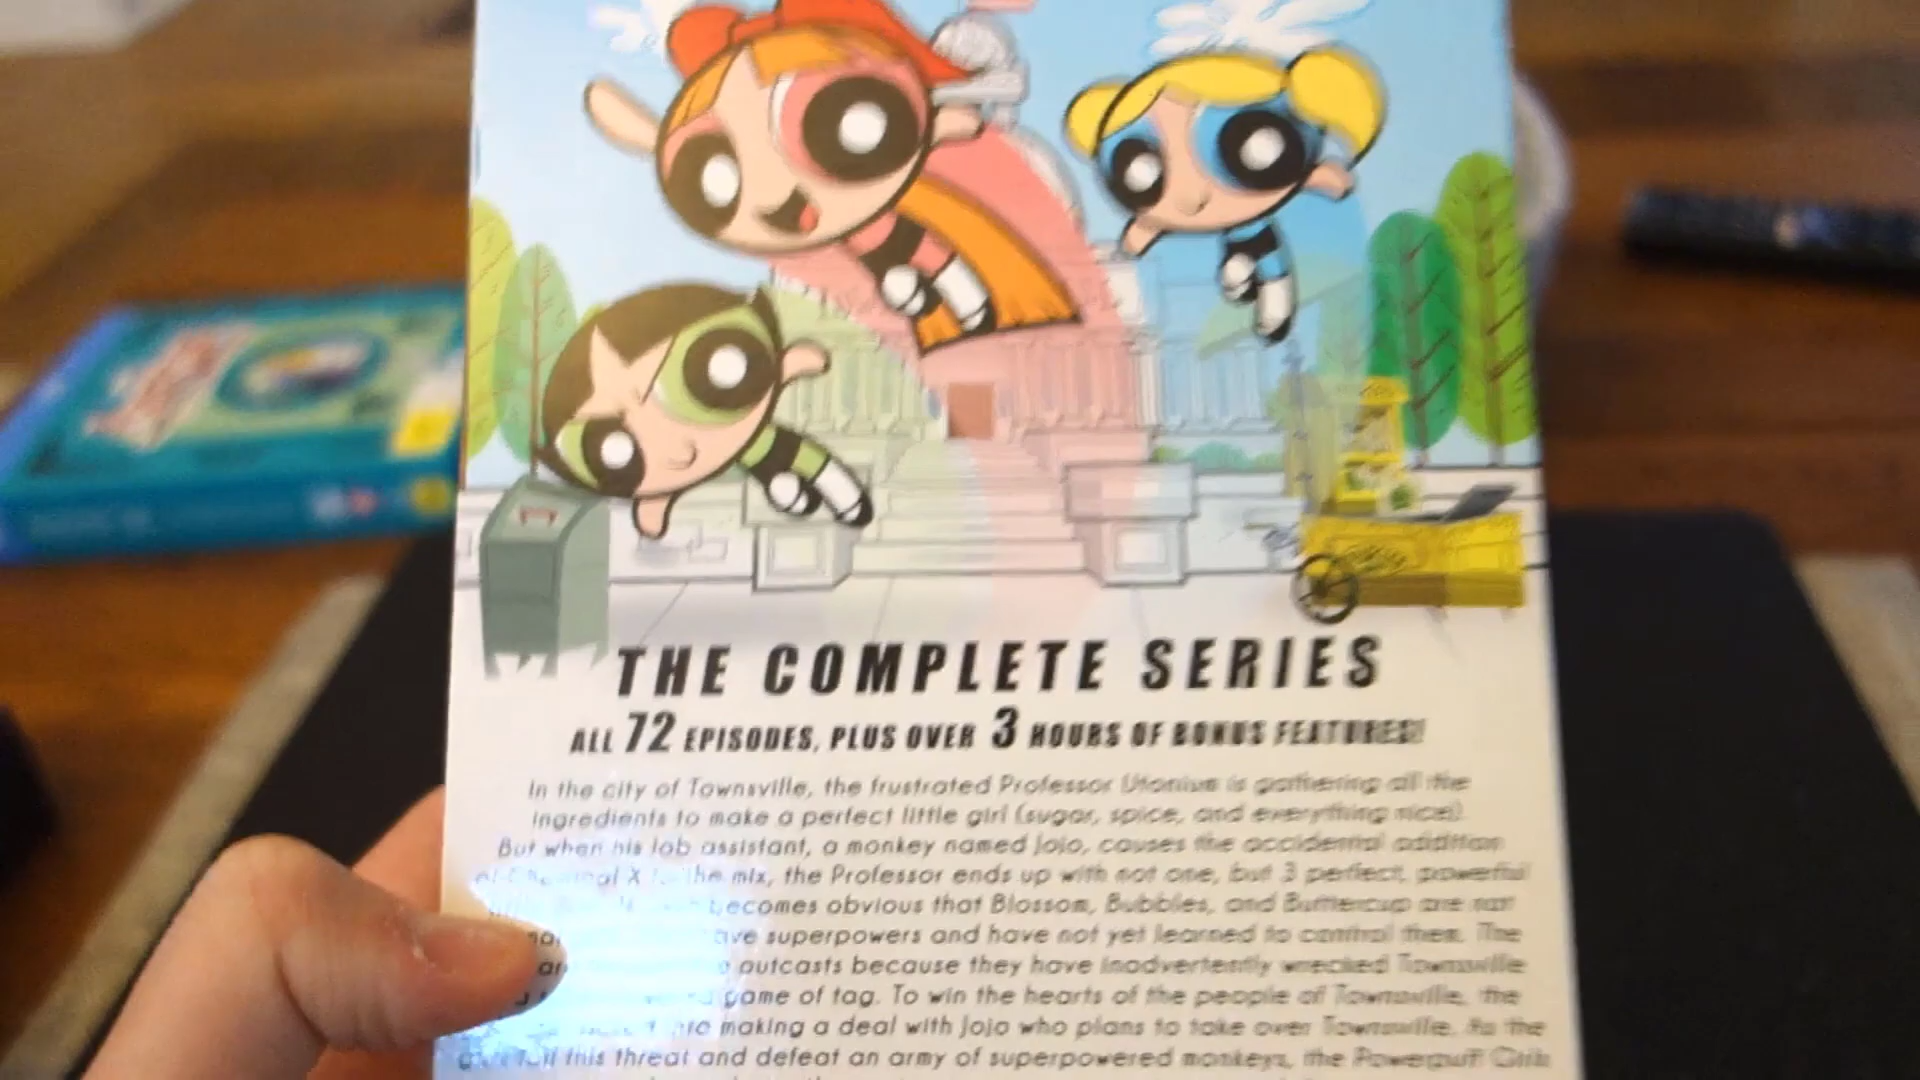 THE COMPLETE SERIES
ALL 72 EPISODES, PLUS OVER 3 HOURS OF BONUS FEATURES!
In the city of Townsville, the frustrated Professor Utonium is gathering all the
ingredients to make a perfect little girl (sugar, spice, and everything nice).
But when his lab assistant, a monkey named Jojo, causes the accidental addition
X the mix, the Professor ends up with not one, but 3 perfect, powerful
becomes obvious that Blossom, Bubbles, and Buttercup are not
superpowers and have not yet learned to control them. The
outcasts because they have inadvertently wrecked Townsville
game of tag. To win the hearts of the people of Townsville, the
making a deal with Jojo who plans to take over Townsville. As the
this threat and defeat an army of superpowered monkeys, the Powerpuff Girls